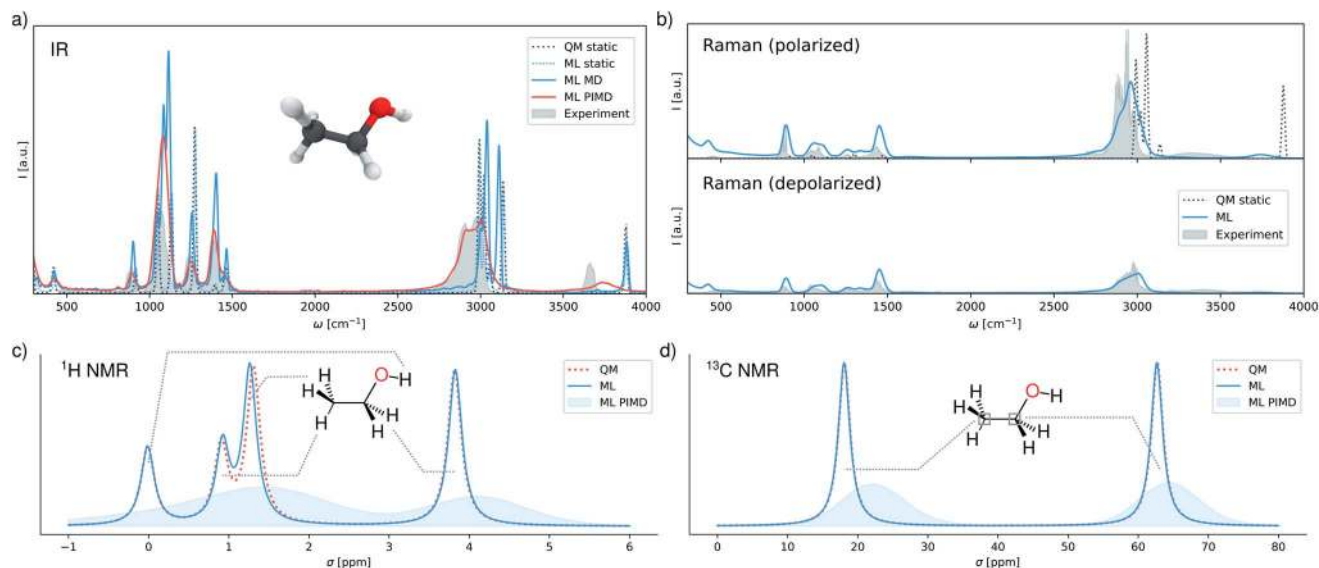 a)
IR
QM static
ML static
ML MD
ML PIMD
Experiment
I [a.u.]
500 1000 1500 2000 2500 3000 3500 4000
ω [cm⁻¹]
b)
Raman (polarized)
I [a.u.]
Raman (depolarized)
QM static
ML
Experiment
I [a.u.]
500 1000 1500 2000 2500 3000 3500 4000
ω [cm⁻¹]
c)
¹H NMR
QM
ML
ML PIMD
H O H
H
H H
H
−1 0 1 2 3 4 5 6
σ [ppm]
d)
¹³C NMR
QM
ML
ML PIMD
H O H
H
H H
H
0 10 20 30 40 50 60 70 80
σ [ppm]